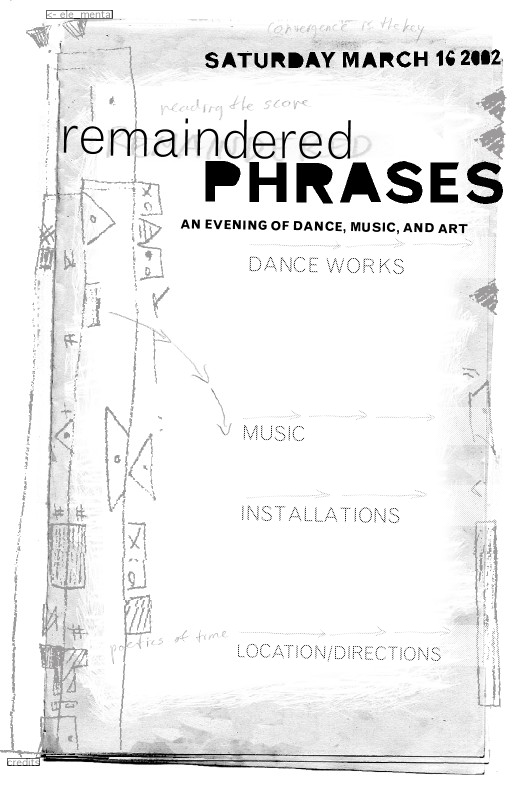 <- ele_mental
convergence is the key
SATURDAY MARCH 16 2002
reading the score
remaindered
PHRASES
AN EVENING OF DANCE, MUSIC, AND ART
DANCE WORKS
MUSIC
INSTALLATIONS
poetics of time
LOCATION/DIRECTIONS
credits